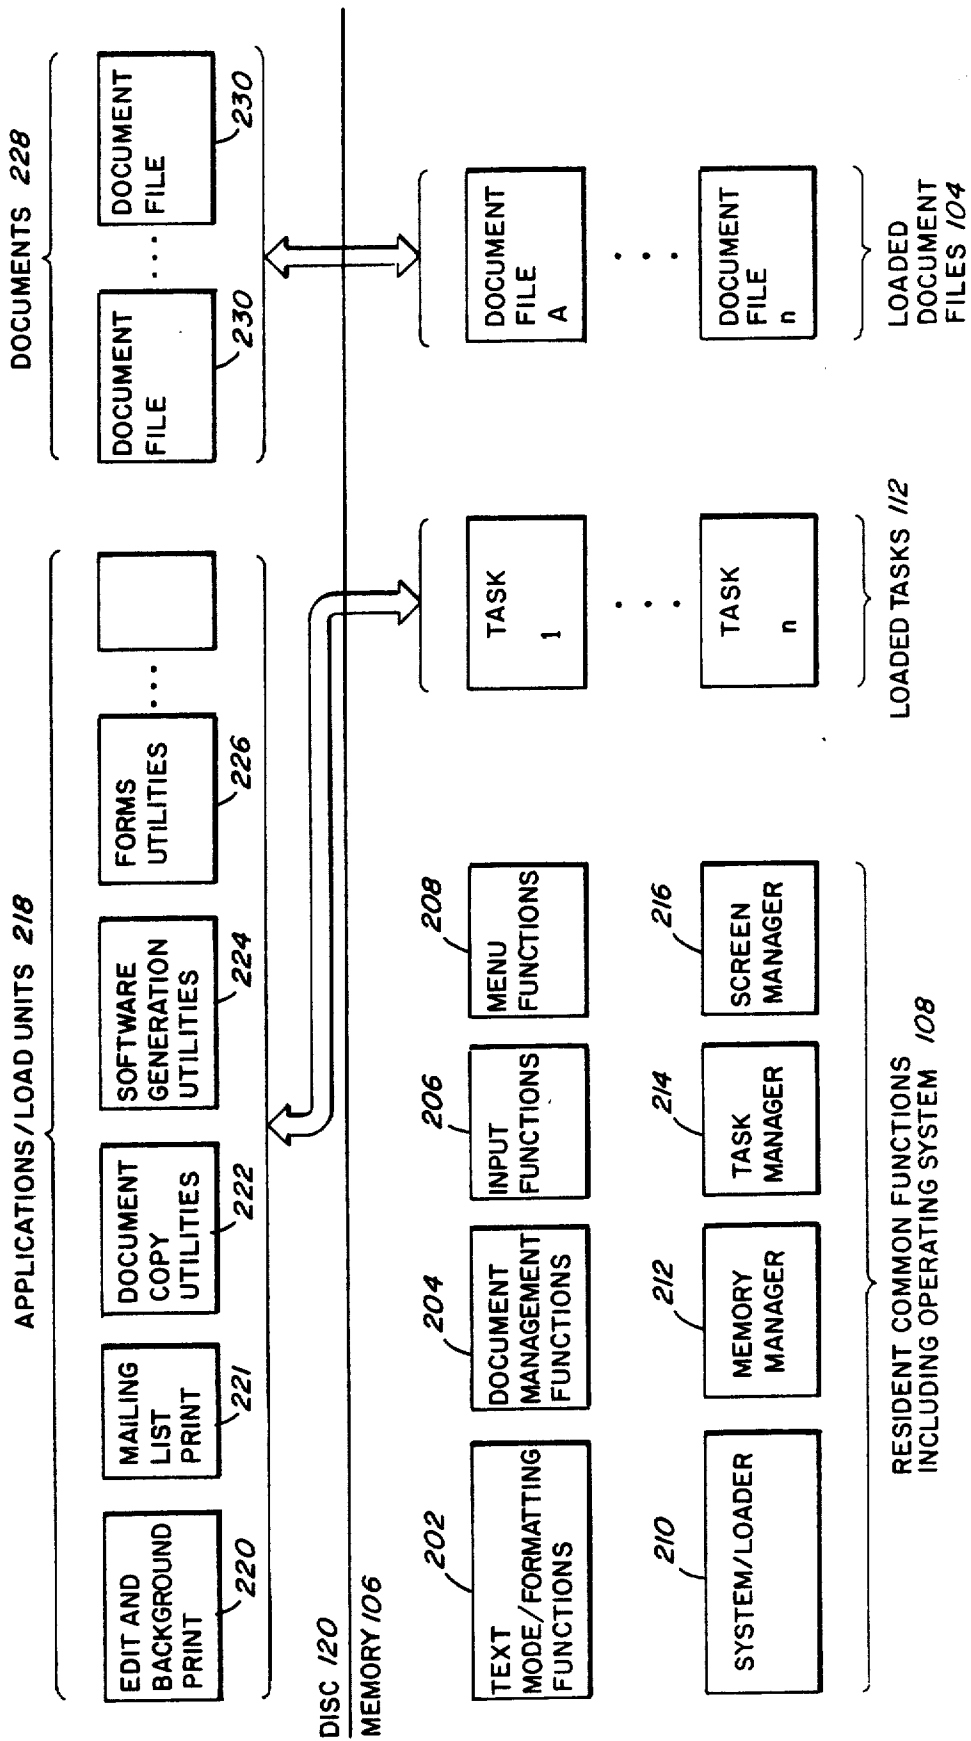 APPLICATIONS/LOAD UNITS 218
DOCUMENTS 228
EDIT AND
BACKGROUND
PRINT
220
MAILING
LIST
PRINT
221
DOCUMENT
COPY
UTILITIES
222
SOFTWARE
GENERATION
UTILITIES
224
FORMS
UTILITIES
226
. . .
DOCUMENT
FILE
230
. . .
DOCUMENT
FILE
230
DISC 120
MEMORY 106
TEXT
MODE/FORMATTING
FUNCTIONS
202
DOCUMENT
MANAGEMENT
FUNCTIONS
204
INPUT
FUNCTIONS
206
MENU
FUNCTIONS
208
TASK
1
DOCUMENT
FILE
A
. . .
. . .
SYSTEM/LOADER
210
MEMORY
MANAGER
212
TASK
MANAGER
214
SCREEN
MANAGER
216
TASK
n
DOCUMENT
FILE
n
RESIDENT COMMON FUNCTIONS
INCLUDING OPERATING SYSTEM 108
LOADED TASKS 112
LOADED
DOCUMENT
FILES 104